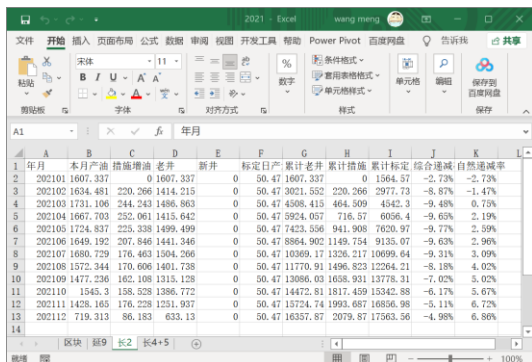 2021 - Excel wang meng
文件 开始 插入 页面布局 公式 数据 审阅 视图 开发工具 帮助 Power Pivot 百度网盘 告诉我 共享
宋体 11 % 条件格式
粘贴 B I U A A 数字 套用表格格式 单元格 编辑 保存到
A 单元格样式 百度网盘
剪贴板 字体 对齐方式 样式 保存
A1 fx 年月
A B C D E F G H I J K L
1 年月 本月产油 措施增油 老井 新井 标定日产 累计老井 累计措施 累计标定 综合递减 自然递减率
2 202101 1607.337 0 1607.337 0 50.47 1607.337 0 1564.57 -2.73% -2.73%
3 202102 1634.481 220.266 1414.215 0 50.47 3021.552 220.266 2977.73 -8.87% -1.47%
4 202103 1731.106 244.243 1486.863 0 50.47 4508.415 464.509 4542.3 -9.48% 0.75%
5 202104 1667.703 252.061 1415.642 0 50.47 5924.057 716.57 6056.4 -9.65% 2.19%
6 202105 1724.837 225.338 1499.499 0 50.47 7423.556 941.908 7620.97 -9.77% 2.59%
7 202106 1649.192 207.846 1441.346 0 50.47 8864.902 1149.754 9135.07 -9.63% 2.96%
8 202107 1680.729 176.463 1504.266 0 50.47 10369.17 1326.217 10699.64 -9.31% 3.09%
9 202108 1572.344 170.606 1401.738 0 50.47 11770.91 1496.823 12264.21 -8.18% 4.02%
10 202109 1477.236 162.108 1315.128 0 50.47 13086.03 1658.931 13778.31 -7.02% 5.02%
11 202110 1545.3 158.528 1386.772 0 50.47 14472.81 1817.459 15342.88 -6.17% 5.67%
12 202111 1428.165 176.228 1251.937 0 50.47 15724.74 1993.687 16856.98 -5.11% 6.72%
13 202112 719.313 86.183 633.13 0 50.47 16357.87 2079.87 17563.56 -4.98% 6.86%
14
区块 延9 长2 长4+5
就绪 100%